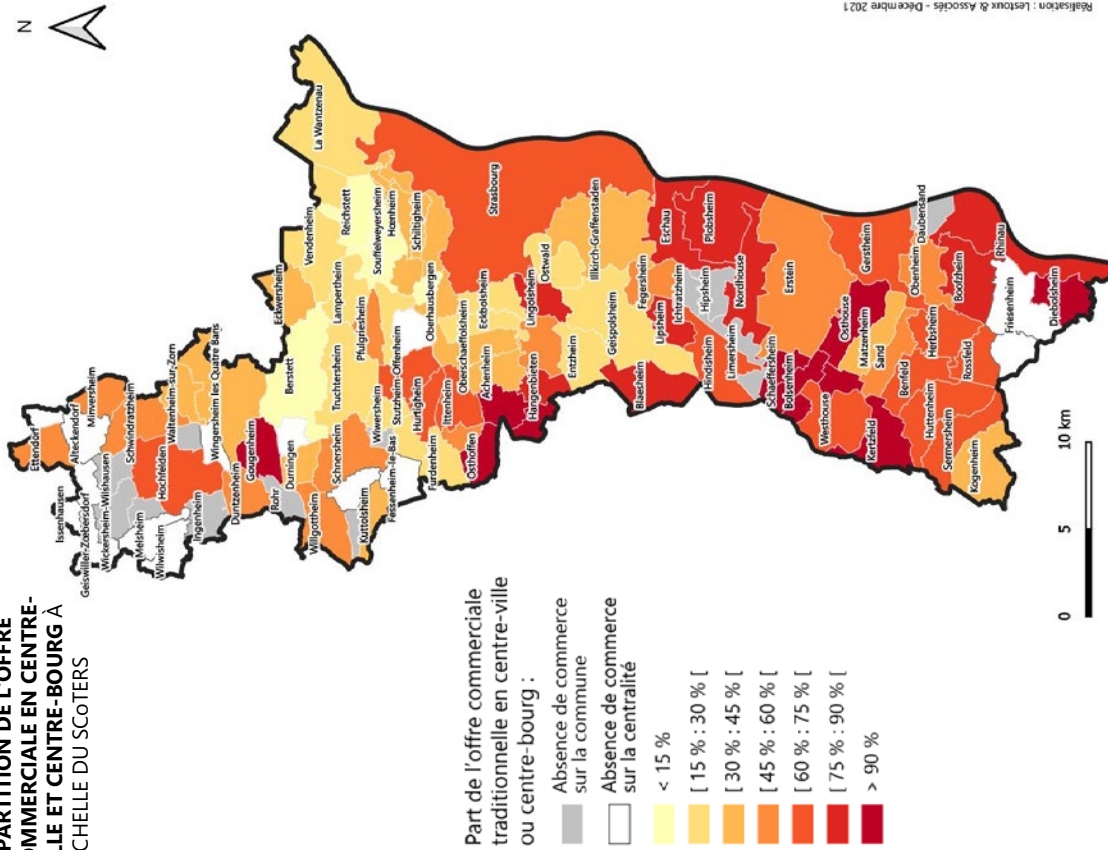 PARTITION DE L'OFFRE
OMMERCIALE EN CENTRE-
LLE ET CENTRE-BOURG À
CHELLE DU SCoTERS
N
Réalisation : Lestoux & Associés - Décembre 2021
Part de l'offre commerciale
traditionnelle en centre-ville
ou centre-bourg :
Absence de commerce
sur la commune
Absence de commerce
sur la centralité
< 15 %
[ 15 % : 30 % [
[ 30 % : 45 % [
[ 45 % : 60 % [
[ 60 % : 75 % [
[ 75 % : 90 % [
> 90 %
0
5
10 km
Issenhausen
Ettendorf
Geiswiller-Zœbersdorf
Alteckendorf
Minversheim
Wickersheim-Wilshausen
Schwindratzheim
Melsheim
Hochfelden
Waltenheim-sur-Zorn
Wilwisheim
Ingenheim
Wingersheim les Quatre Bans
Duntzenheim
Gougenheim
Rohr
Durningen
Berstett
Eckwersheim
Vendenheim
La Wantzenau
Willgottheim
Schnersheim
Truchtersheim
Lampertheim
Reichstett
Kuttolsheim
Pfulgriesheim
Souffelweyersheim
Wiwersheim
Hœnheim
Fessenheim-le-Bas
Stutzheim-Offenheim
Schiltigheim
Hurtigheim
Oberhausbergen
Furdenheim
Ittenheim
Oberschaeffolsheim
Osthoffen
Achenheim
Eckbolsheim
Strasbourg
Hangenbieten
Lingolsheim
Ostwald
Entzheim
Illkirch-Graffenstaden
Geispolsheim
Blaesheim
Fegersheim
Eschau
Lipsheim
Ichtratzheim
Plobsheim
Hindisheim
Hipsheim
Limersheim
Nordhouse
Schaeffersheim
Bolsenheim
Erstein
Westhouse
Osthouse
Matzenheim
Gerstheim
Kertzfeld
Sand
Benfeld
Obenheim
Daubensand
Huttenheim
Herbsheim
Sermersheim
Boofzheim
Rossfeld
Kogenheim
Rhinau
Friesenheim
Diebolsheim